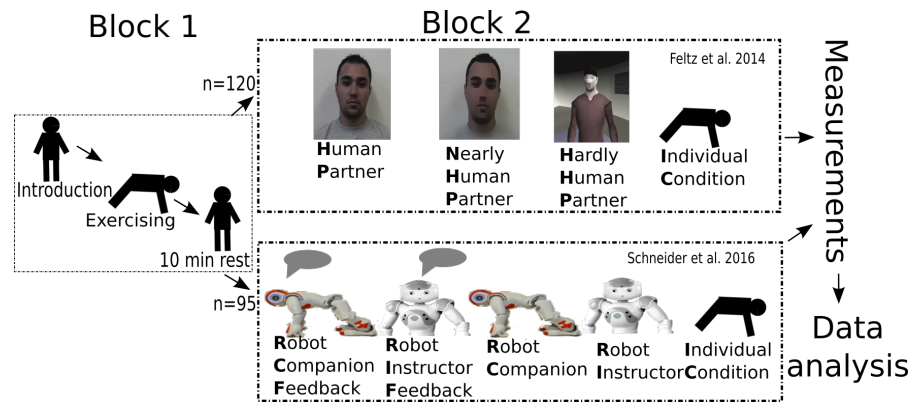 Block 1
Block 2
n=120
Feltz et al. 2014
Human
Partner
Nearly
Human
Partner
Hardly
Human
Partner
Individual
Condition
Introduction
Exercising
10 min rest
n=95
Schneider et al. 2016
Robot
Companion
Feedback
Robot
Instructor
Feedback
Robot
Companion
Robot
Instructor
Individual
Condition
Measurements
Data
analysis